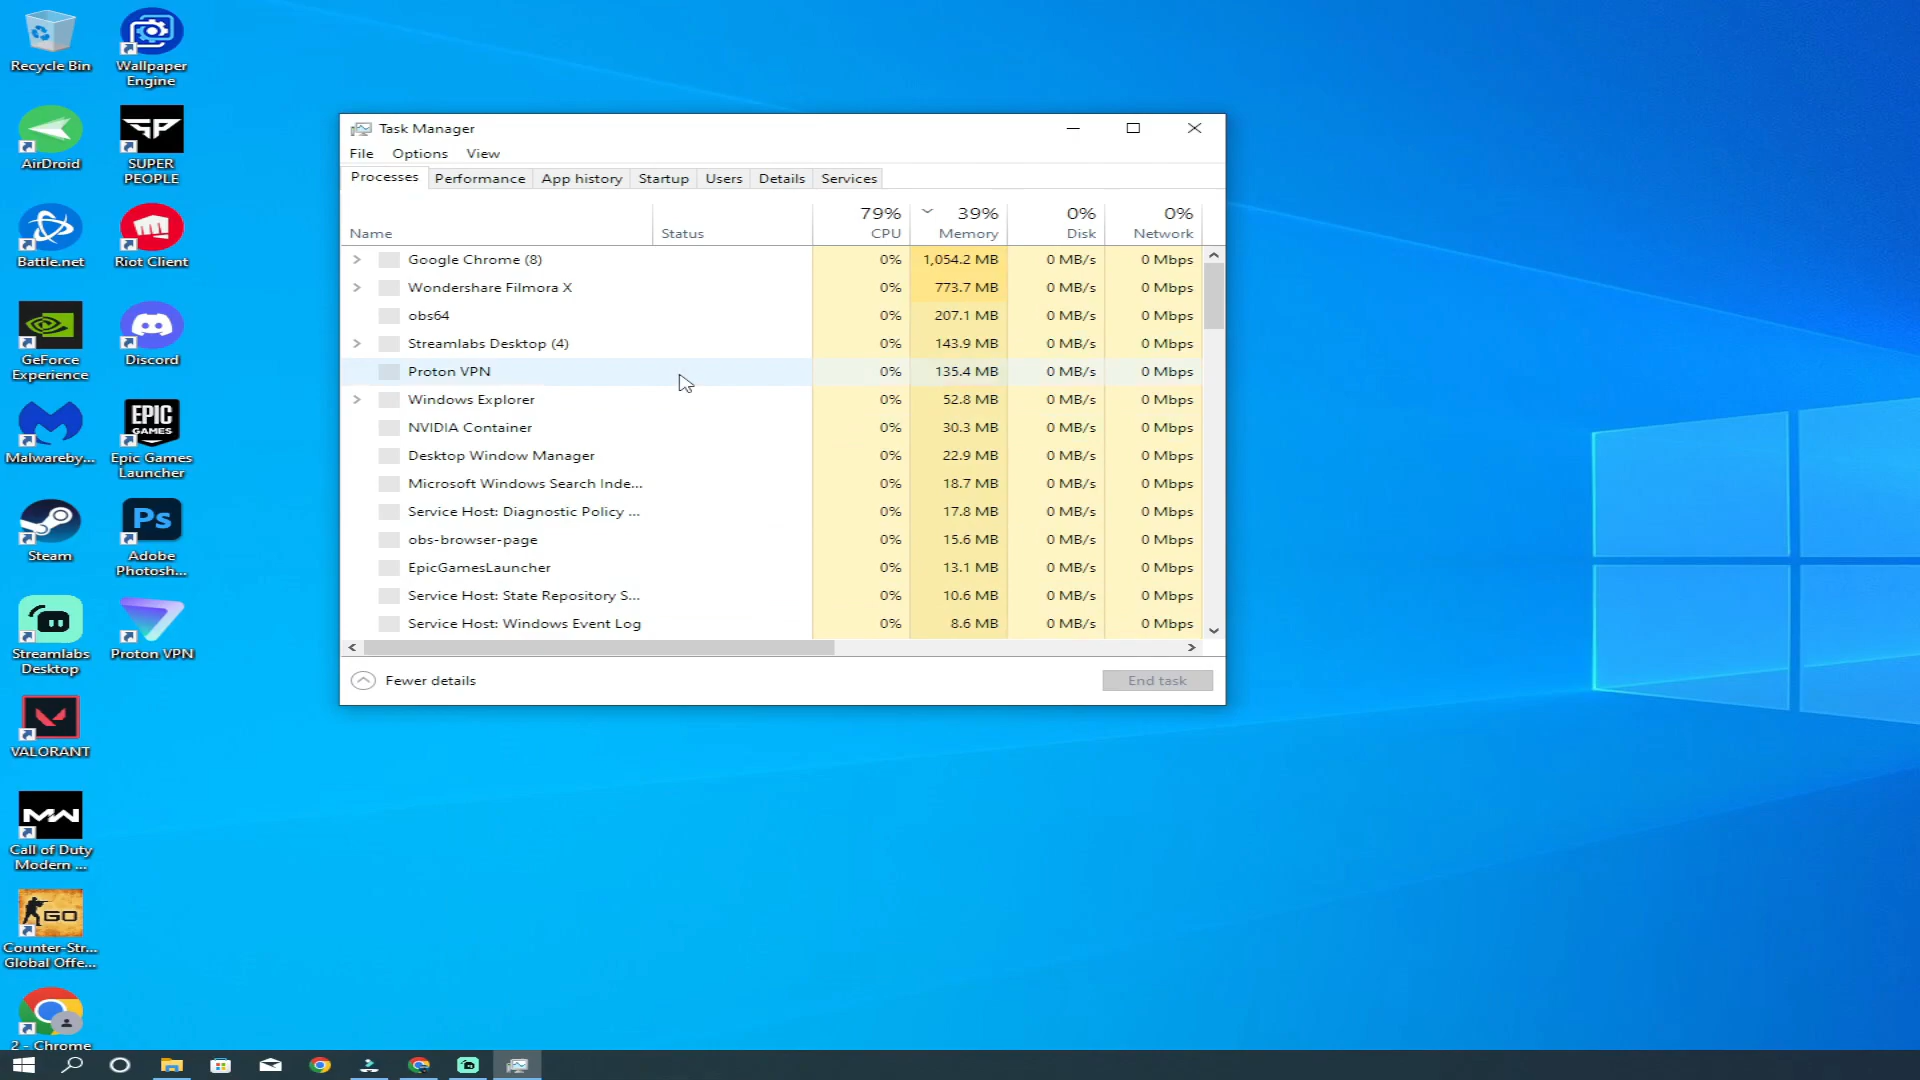 Recycle Bin
Wallpaper
Engine
AirDroid
SP
SUPER
PEOPLE
Battle.net
Riot Client
GeForce
Experience
Discord
Malwareby...
EPIC
GAMES
Epic Games
Launcher
Steam
Ps
Adobe
Photosh...
Streamlabs
Desktop
Proton VPN
VALORANT
MW
Call of Duty
Modern ...
GO
Counter-Str...
Global Offe...
2 - Chrome
Task Manager
File Options View
Processes Performance App history Startup Users Details Services
79% 39% 0% 0%
Name Status CPU Memory Disk Network
Google Chrome (8) 0% 1,054.2 MB 0 MB/s 0 Mbps
Wondershare Filmora X 0% 773.7 MB 0 MB/s 0 Mbps
obs64 0% 207.1 MB 0 MB/s 0 Mbps
Streamlabs Desktop (4) 0% 143.9 MB 0 MB/s 0 Mbps
Proton VPN 0% 135.4 MB 0 MB/s 0 Mbps
Windows Explorer 0% 52.8 MB 0 MB/s 0 Mbps
NVIDIA Container 0% 30.3 MB 0 MB/s 0 Mbps
Desktop Window Manager 0% 22.9 MB 0 MB/s 0 Mbps
Microsoft Windows Search Inde... 0% 18.7 MB 0 MB/s 0 Mbps
Service Host: Diagnostic Policy ... 0% 17.8 MB 0 MB/s 0 Mbps
obs-browser-page 0% 15.6 MB 0 MB/s 0 Mbps
EpicGamesLauncher 0% 13.1 MB 0 MB/s 0 Mbps
Service Host: State Repository S... 0% 10.6 MB 0 MB/s 0 Mbps
Service Host: Windows Event Log 0% 8.6 MB 0 MB/s 0 Mbps
Fewer details End task